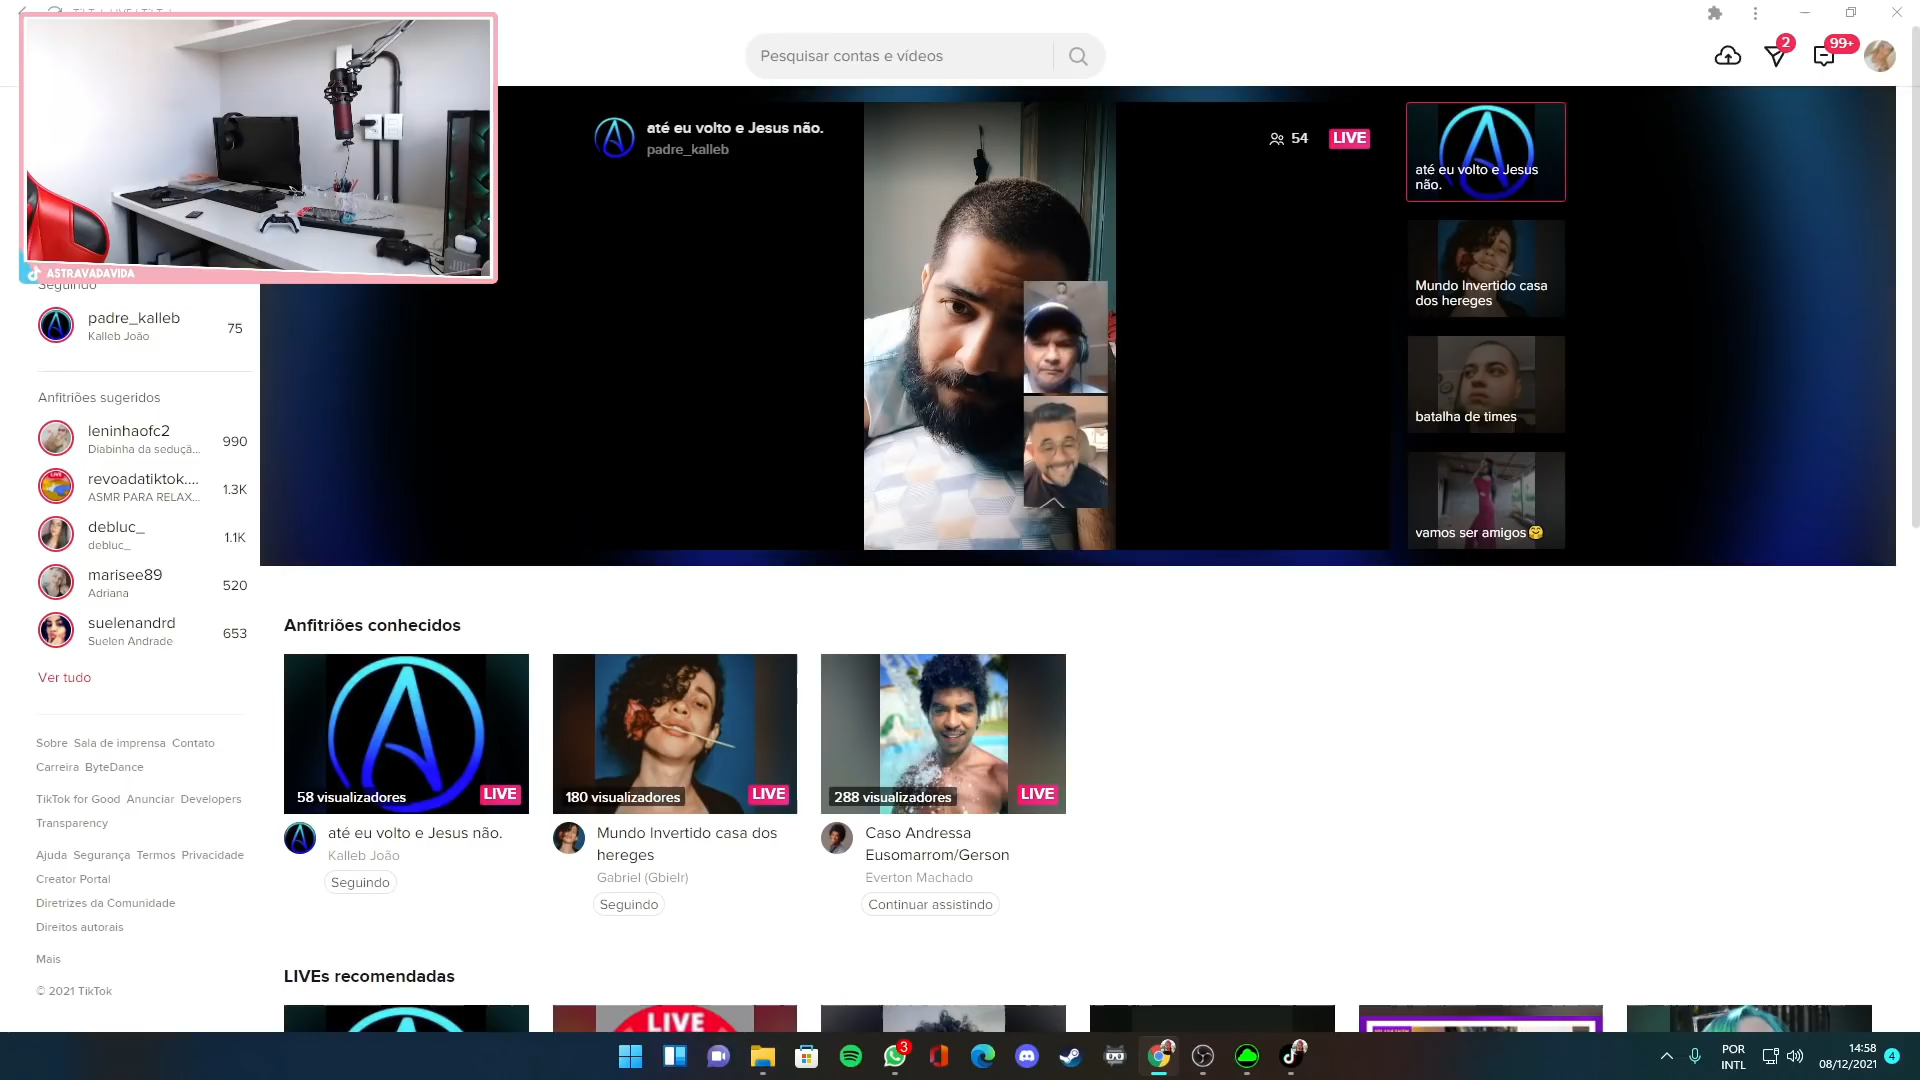 Pesquisar contas e vídeos
2
99+
ASTRAVADAVIDA
Seguindo
padre_kalleb
Kalleb João
75
Anfitriões sugeridos
leninhaofc2
Diabinha da seduçã...
990
revoadatiktok....
ASMR PARA RELAX...
1.3K
debluc_
debluc_
1.1K
marisee89
Adriana
520
suelenandrd
Suelen Andrade
653
Ver tudo
Sobre Sala de imprensa Contato
Carreira ByteDance
TikTok for Good Anunciar Developers
Transparency
Ajuda Segurança Termos Privacidade
Creator Portal
Diretrizes da Comunidade
Direitos autorais
Mais
© 2021 TikTok
até eu volto e Jesus não.
padre_kalleb
54
LIVE
até eu volto e Jesus
não.
Mundo Invertido casa
dos hereges
batalha de times
vamos ser amigos🤗
Anfitriões conhecidos
58 visualizadores
LIVE
até eu volto e Jesus não.
Kalleb João
Seguindo
180 visualizadores
LIVE
Mundo Invertido casa dos
hereges
Gabriel (Gbielr)
Seguindo
288 visualizadores
LIVE
Caso Andressa
Eusomarrom/Gerson
Everton Machado
Continuar assistindo
LIVEs recomendadas
LIVE
3
POR
INTL
14:58
08/12/2021
4